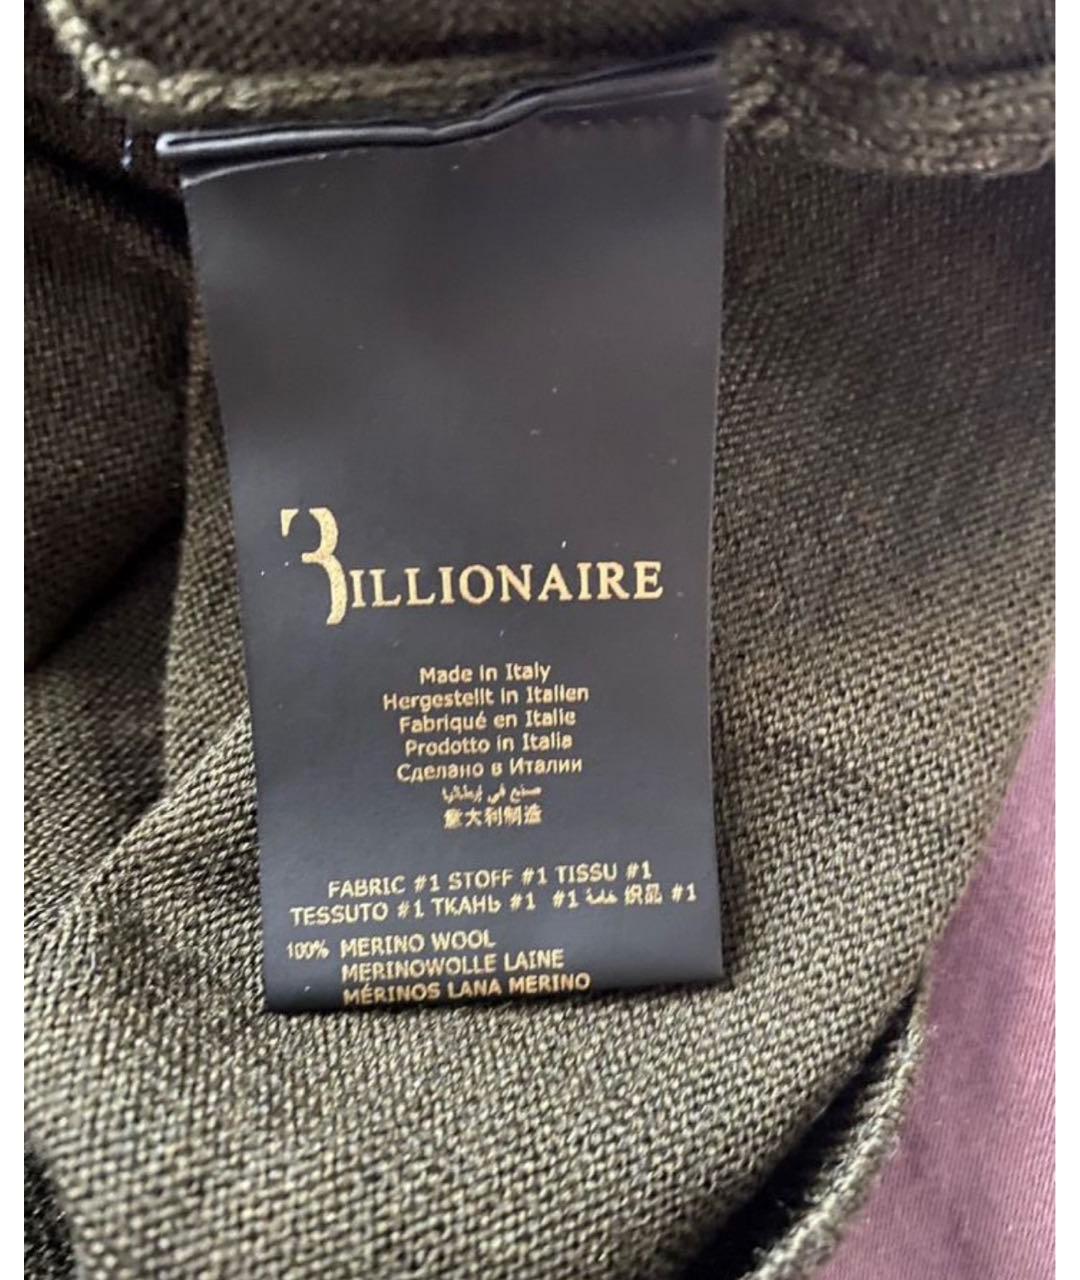 BILLIONAIRE
Made in Italy
Hergestellt in Italien
Fabriqué en Italie
Prodotto in Italia
Сделано в Италии
صنع في إيطاليا
意大利制造
FABRIC #1 STOFF #1 TISSU #1
TESSUTO #1 ТКАНЬ #1 #1 织品 #1
100% MERINO WOOL
MERINOWOLLE LAINE
MÉRINOS LANA MERINO